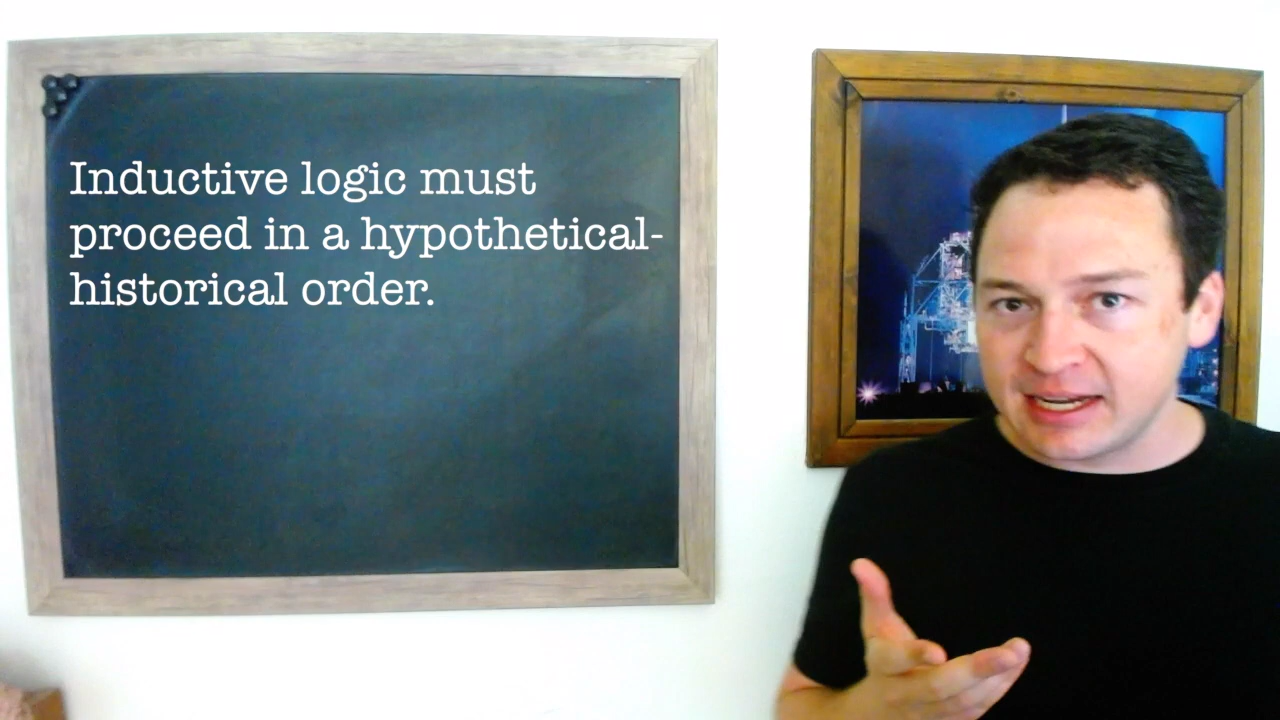 Inductive logic must
proceed in a hypothetical-
historical order.